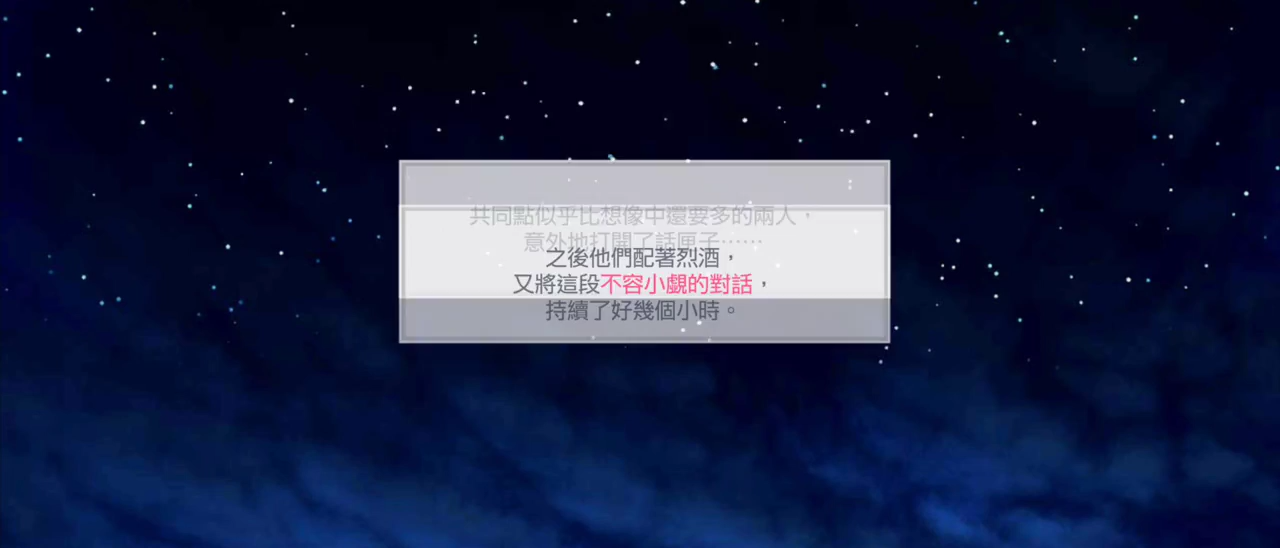 共同點似乎比想像中還要多的兩人，
意外地打開了話匣子……
之後他們配著烈酒，
又將這段不容小覷的對話，
持續了好幾個小時。